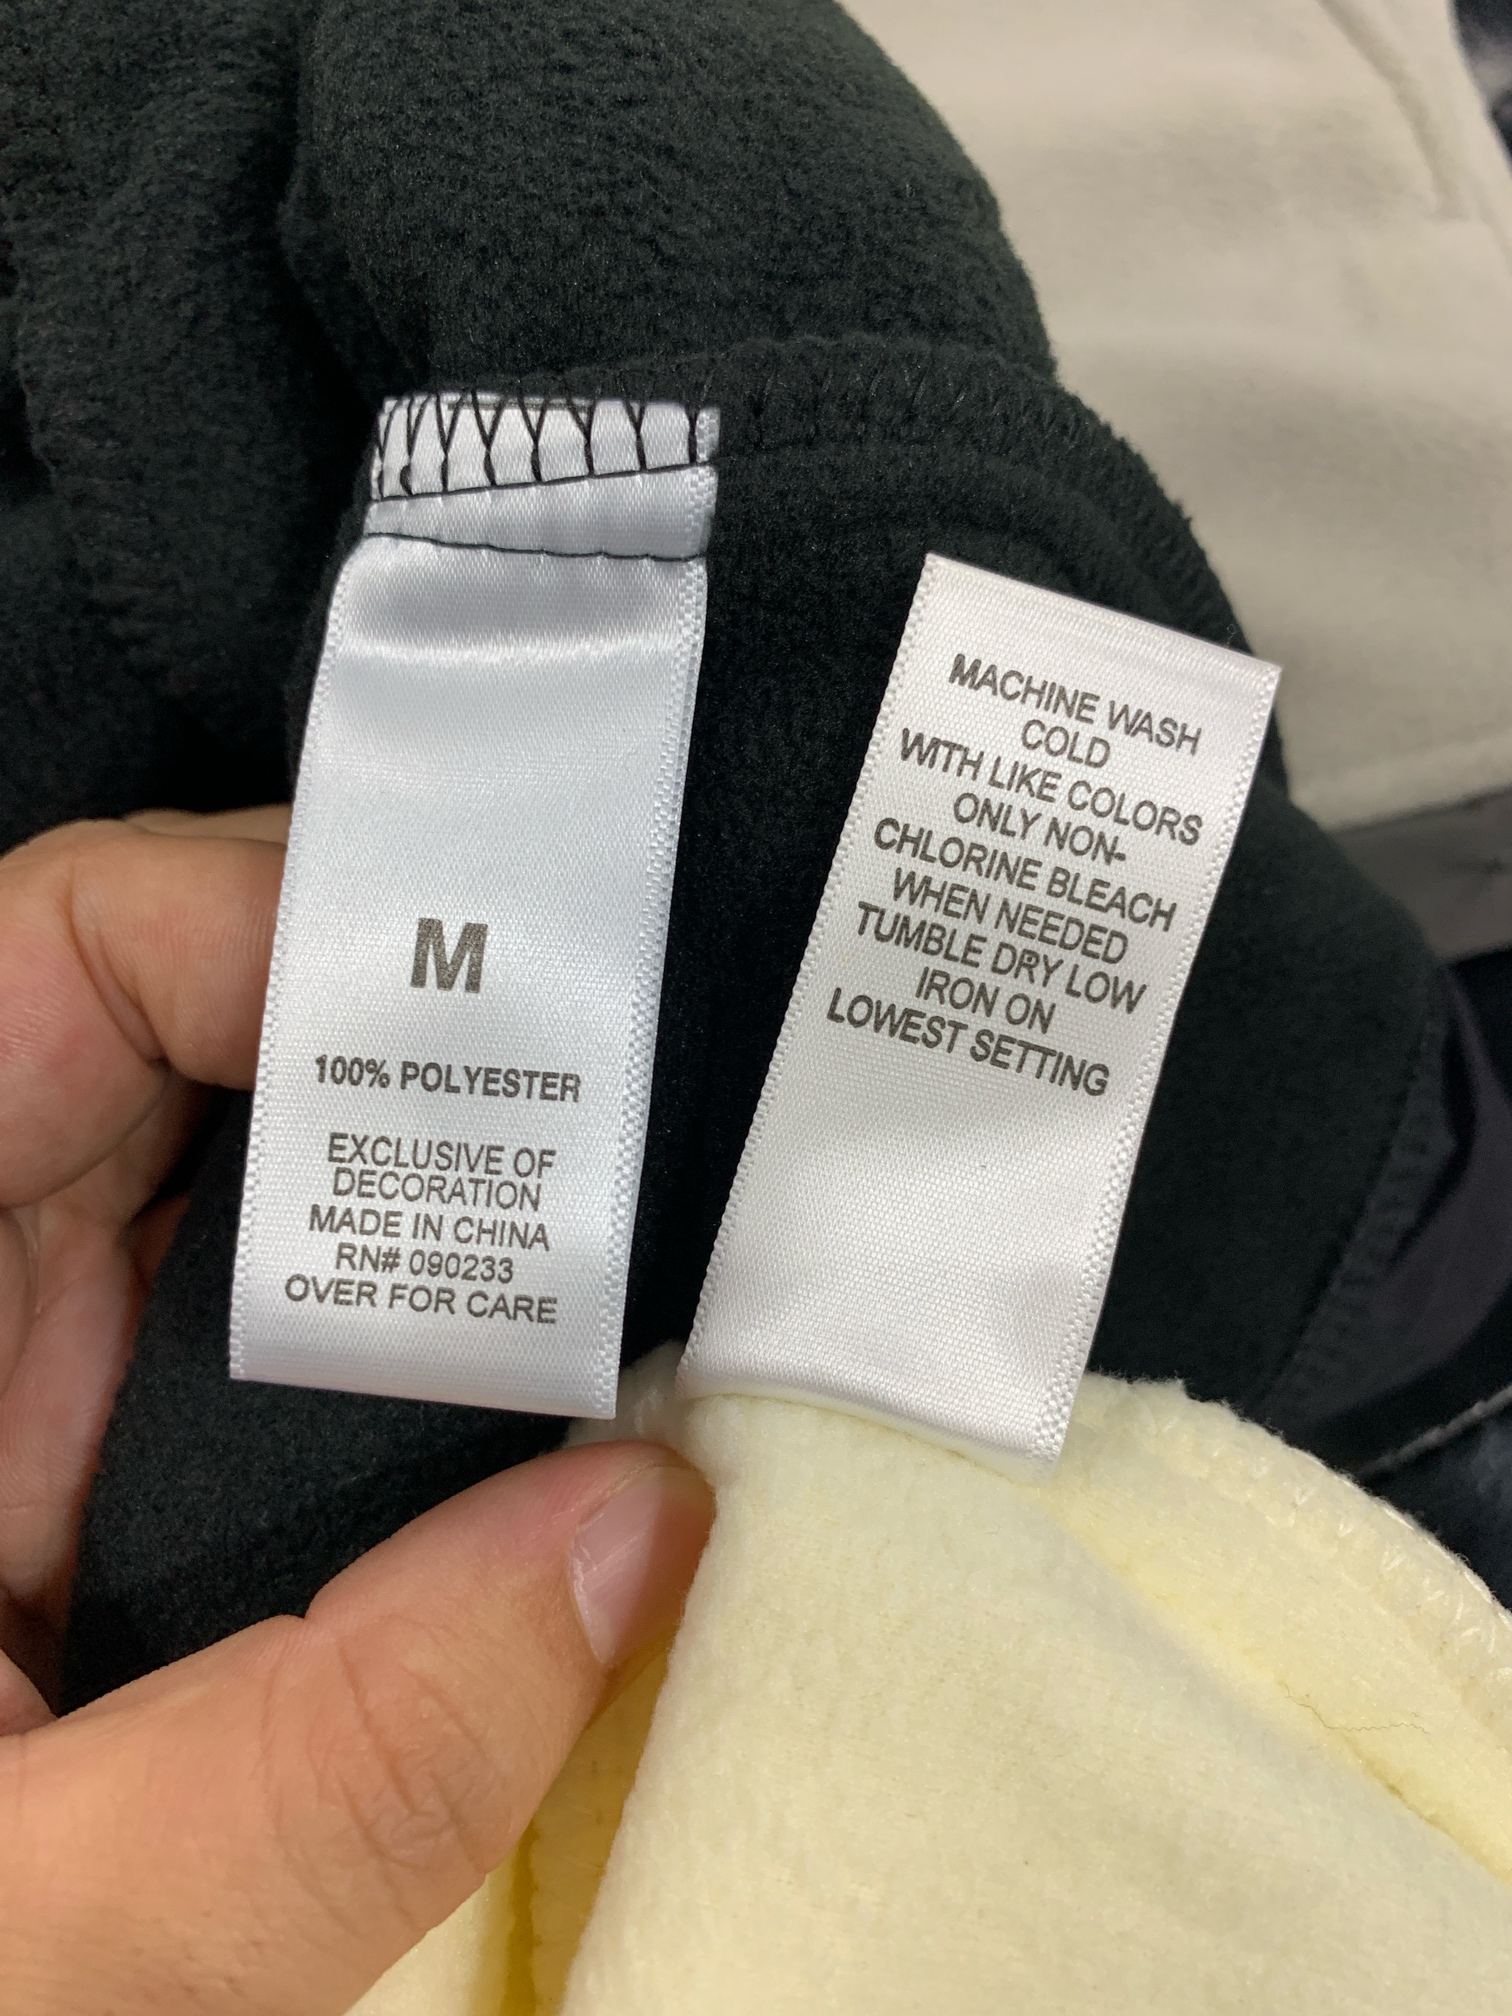 M
100% POLYESTER
EXCLUSIVE OF
DECORATION
MADE IN CHINA
RN# 090233
OVER FOR CARE
MACHINE WASH
COLD
WITH LIKE COLORS
ONLY NON-
CHLORINE BLEACH
WHEN NEEDED
TUMBLE DRY LOW
IRON ON
LOWEST SETTING